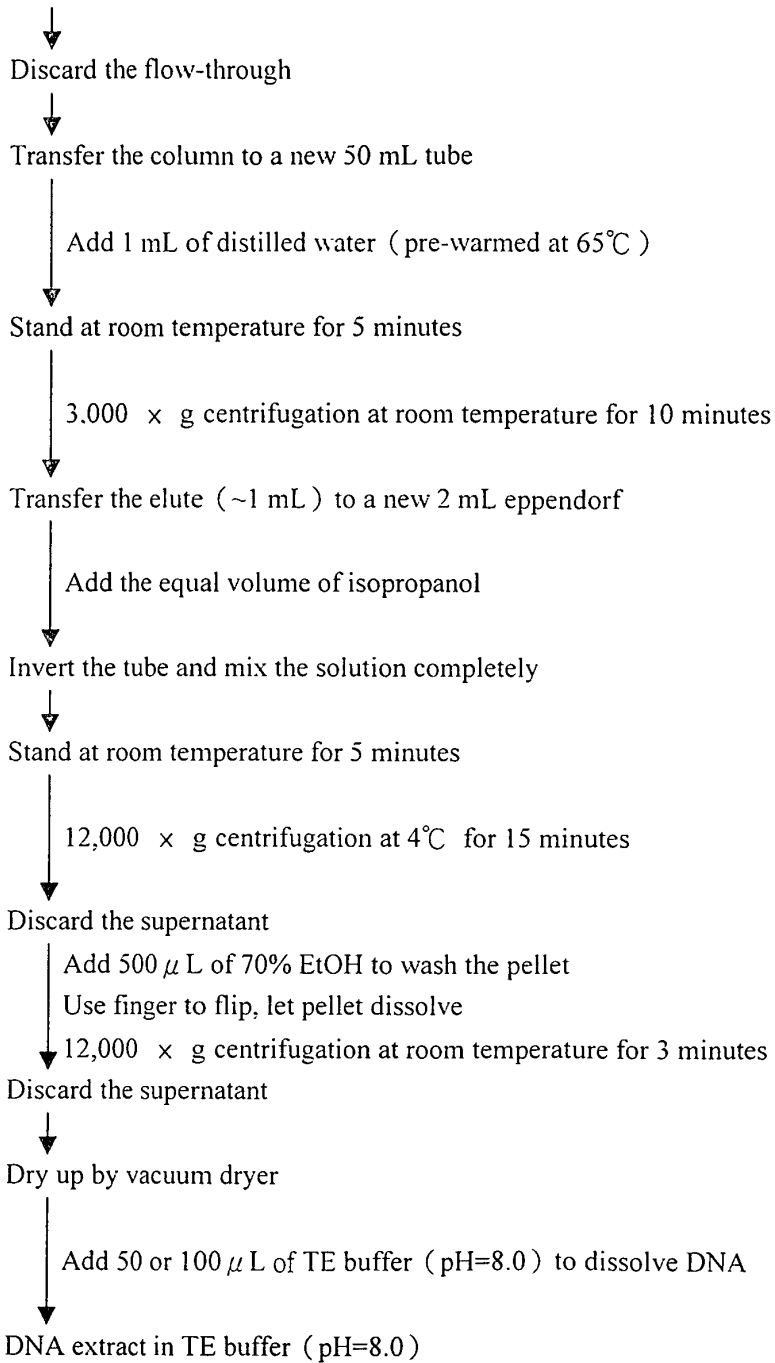 Discard the flow-through
Transfer the column to a new 50 mL tube
Add 1 mL of distilled water ( pre-warmed at 65℃ )
Stand at room temperature for 5 minutes
3,000 × g centrifugation at room temperature for 10 minutes
Transfer the elute ( ~1 mL ) to a new 2 mL eppendorf
Add the equal volume of isopropanol
Invert the tube and mix the solution completely
Stand at room temperature for 5 minutes
12,000 × g centrifugation at 4℃ for 15 minutes
Discard the supernatant
Add 500 μ L of 70% EtOH to wash the pellet
Use finger to flip, let pellet dissolve
12,000 × g centrifugation at room temperature for 3 minutes
Discard the supernatant
Dry up by vacuum dryer
Add 50 or 100 μ L of TE buffer ( pH=8.0 ) to dissolve DNA
DNA extract in TE buffer ( pH=8.0 )